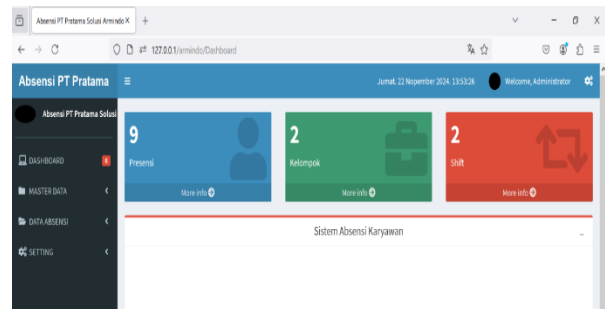 Absensi PT Pratama Solusi Armindo X
127.0.0.1/armindo/Dashboard
Absensi PT Pratama
Jumat, 22 Nopember 2024. 13:53:26
Welcome, Administrator
Absensi PT Pratama Solusi
DASHBOARD
MASTER DATA
DATA ABSENSI
SETTING
9
Presensi
More info
2
Kelompok
More info
2
Shift
More info
Sistem Absensi Karyawan